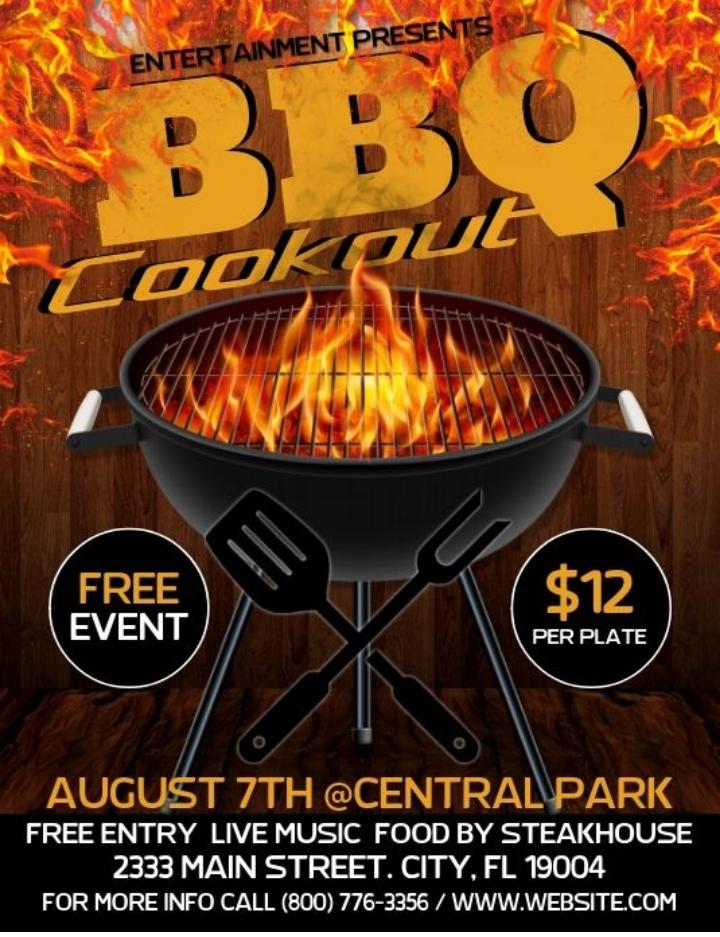 ENTERTAINMENT PRESENTS
BBQ
Cookout
FREE
EVENT
$12
PER PLATE
AUGUST 7TH @CENTRAL PARK
FREE ENTRY LIVE MUSIC FOOD BY STEAKHOUSE
2333 MAIN STREET. CITY, FL 19004
FOR MORE INFO CALL (800) 776-3356 / WWW.WEBSITE.COM